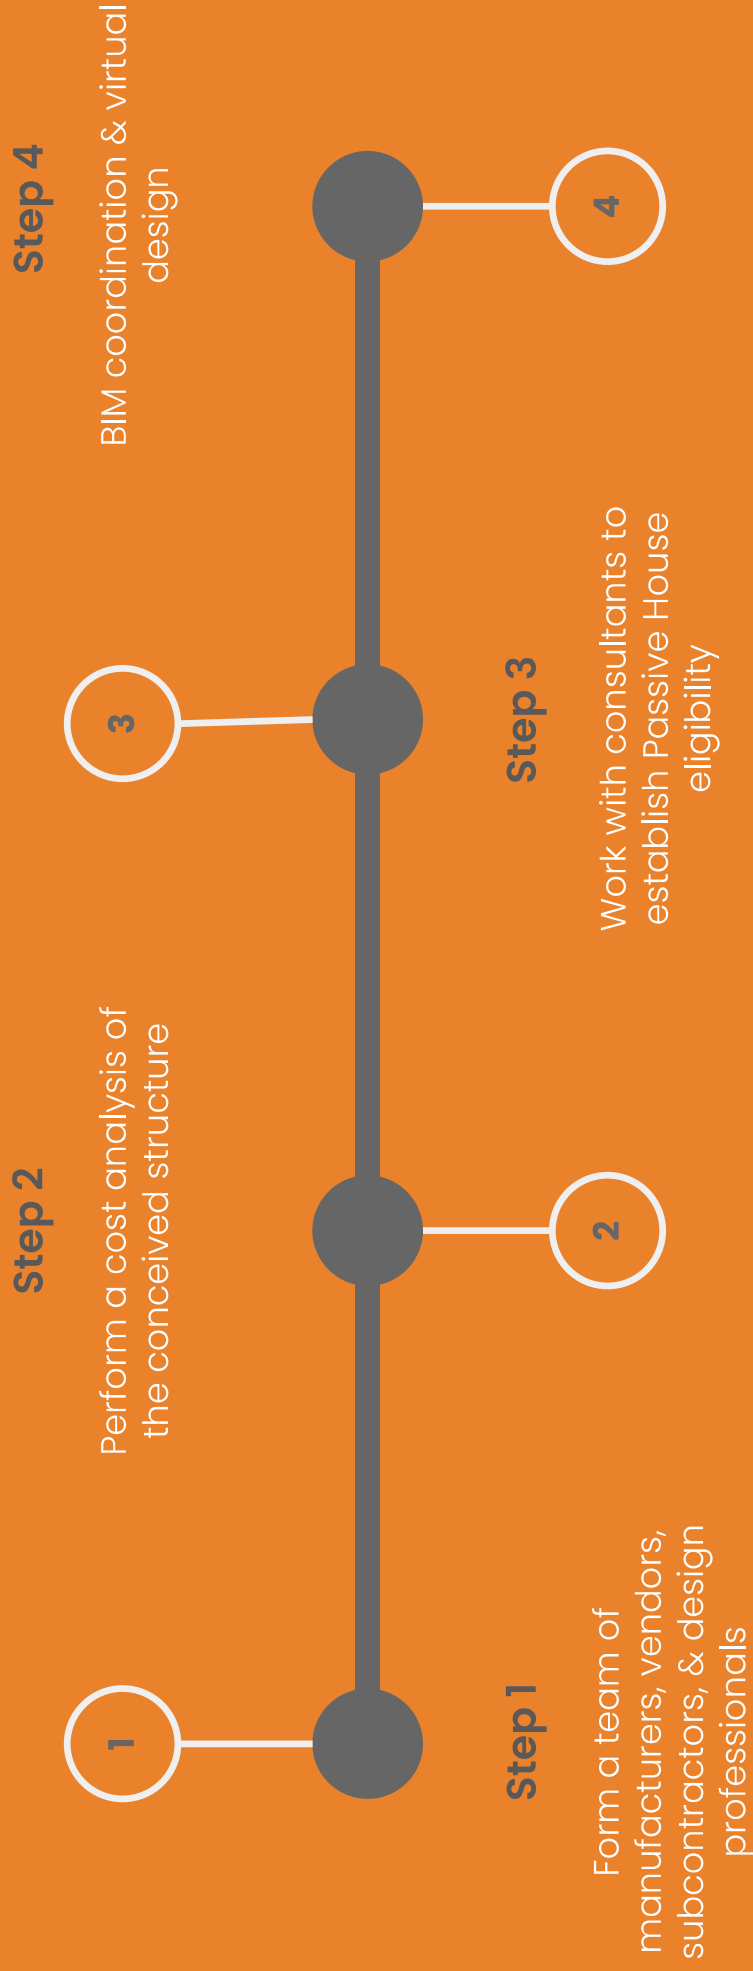 1
Step 1
Form a team of
manufacturers, vendors,
subcontractors, & design
professionals
Step 2
Perform a cost analysis of
the conceived structure
2
3
Step 3
Work with consultants to
establish Passive House
eligibility
Step 4
BIM coordination & virtual
design
4